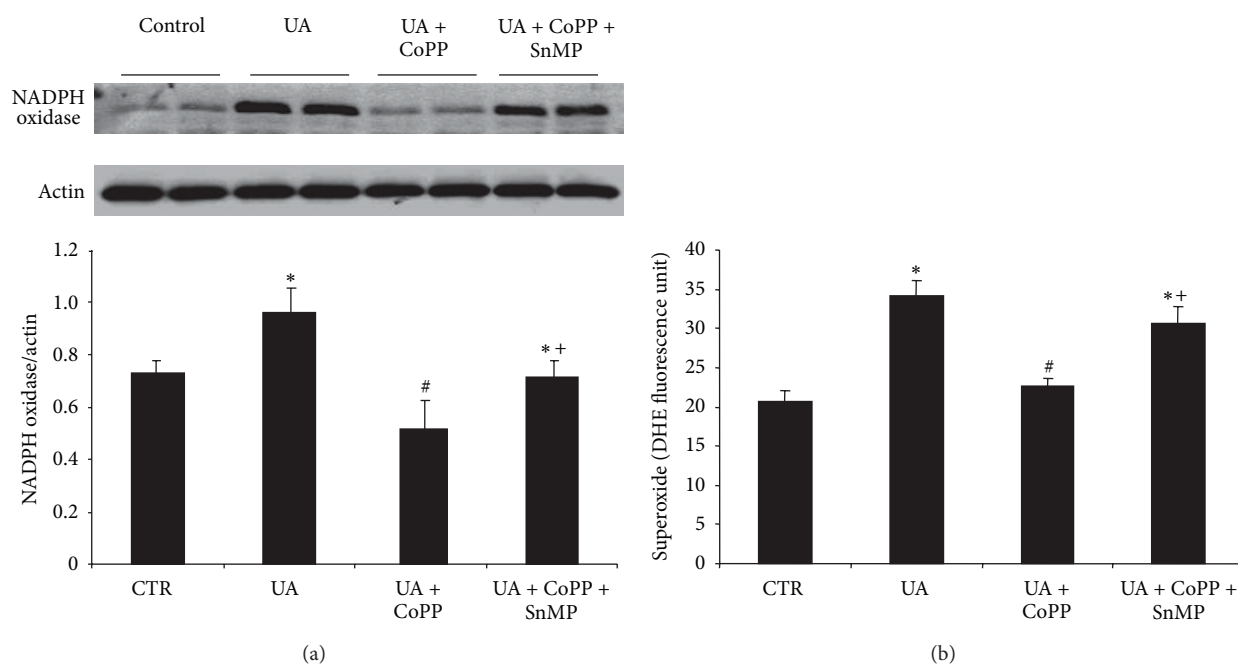 Control UA UA + CoPP UA + CoPP + SnMP
NADPH oxidase
Actin
NADPH oxidase/actin
1.2
1.0
0.8
0.6
0.4
0.2
0
*
*
#
* +
CTR UA UA + CoPP UA + CoPP + SnMP
(a)
Superoxide (DHE fluorescence unit)
40
35
30
25
20
15
10
5
0
*
#
* +
CTR UA UA + CoPP UA + CoPP + SnMP
(b)